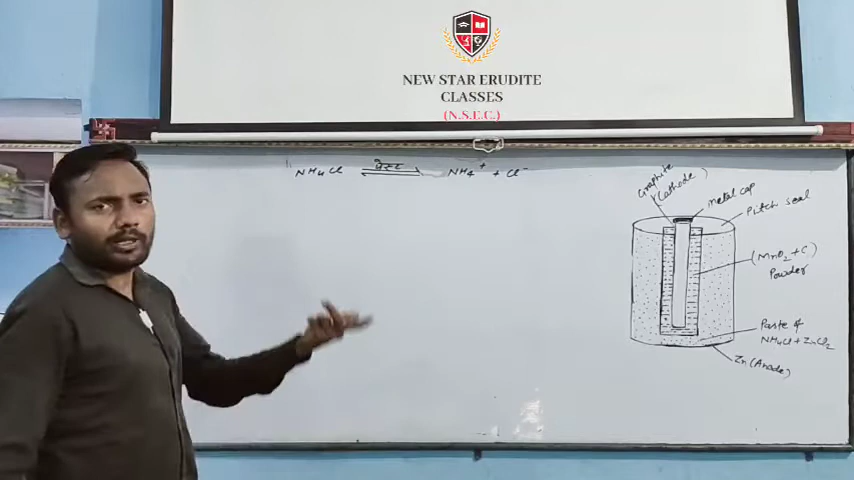 NEW STAR ERUDITE
CLASSES
(N.S.E.C.)
NH4Cl ⇌ NH4+ + Cl-
Graphite
(Cathode)
metal cap
Pitch seal
(MnO2 + C)
Powder
Paste of
NH4Cl + ZnCl2
Zn (Anode)